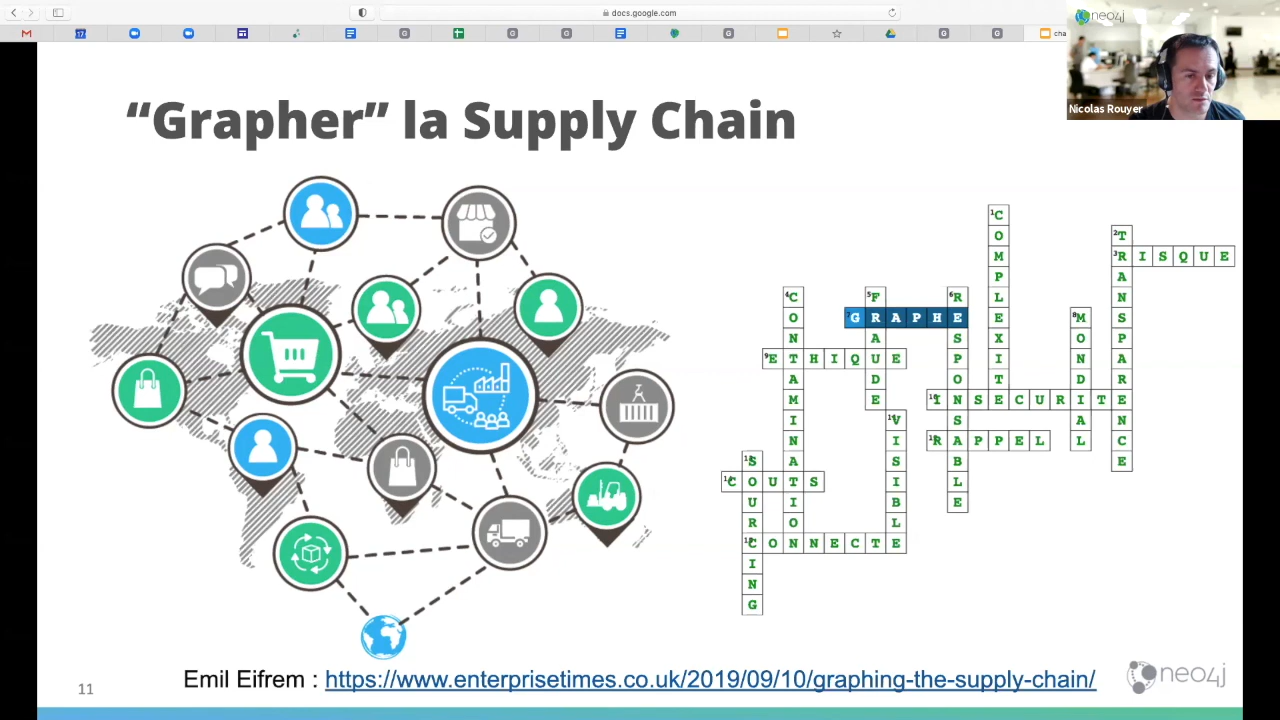 docs.google.com
17
cha
neo4j
Nicolas Rouyer
“Grapher” la Supply Chain
COMPLEXITE
TRANSPARENCE
RISQUE
CONTAMINATION
FRAUDE
RESPONSABLE
GRAPHE
MONDIAL
ETHIQUE
INSECURITE
VISIBLE
RAPPEL
SOURCING
COUTS
CONNECTE
Emil Eifrem : https://www.enterprisetimes.co.uk/2019/09/10/graphing-the-supply-chain/
11
neo4j